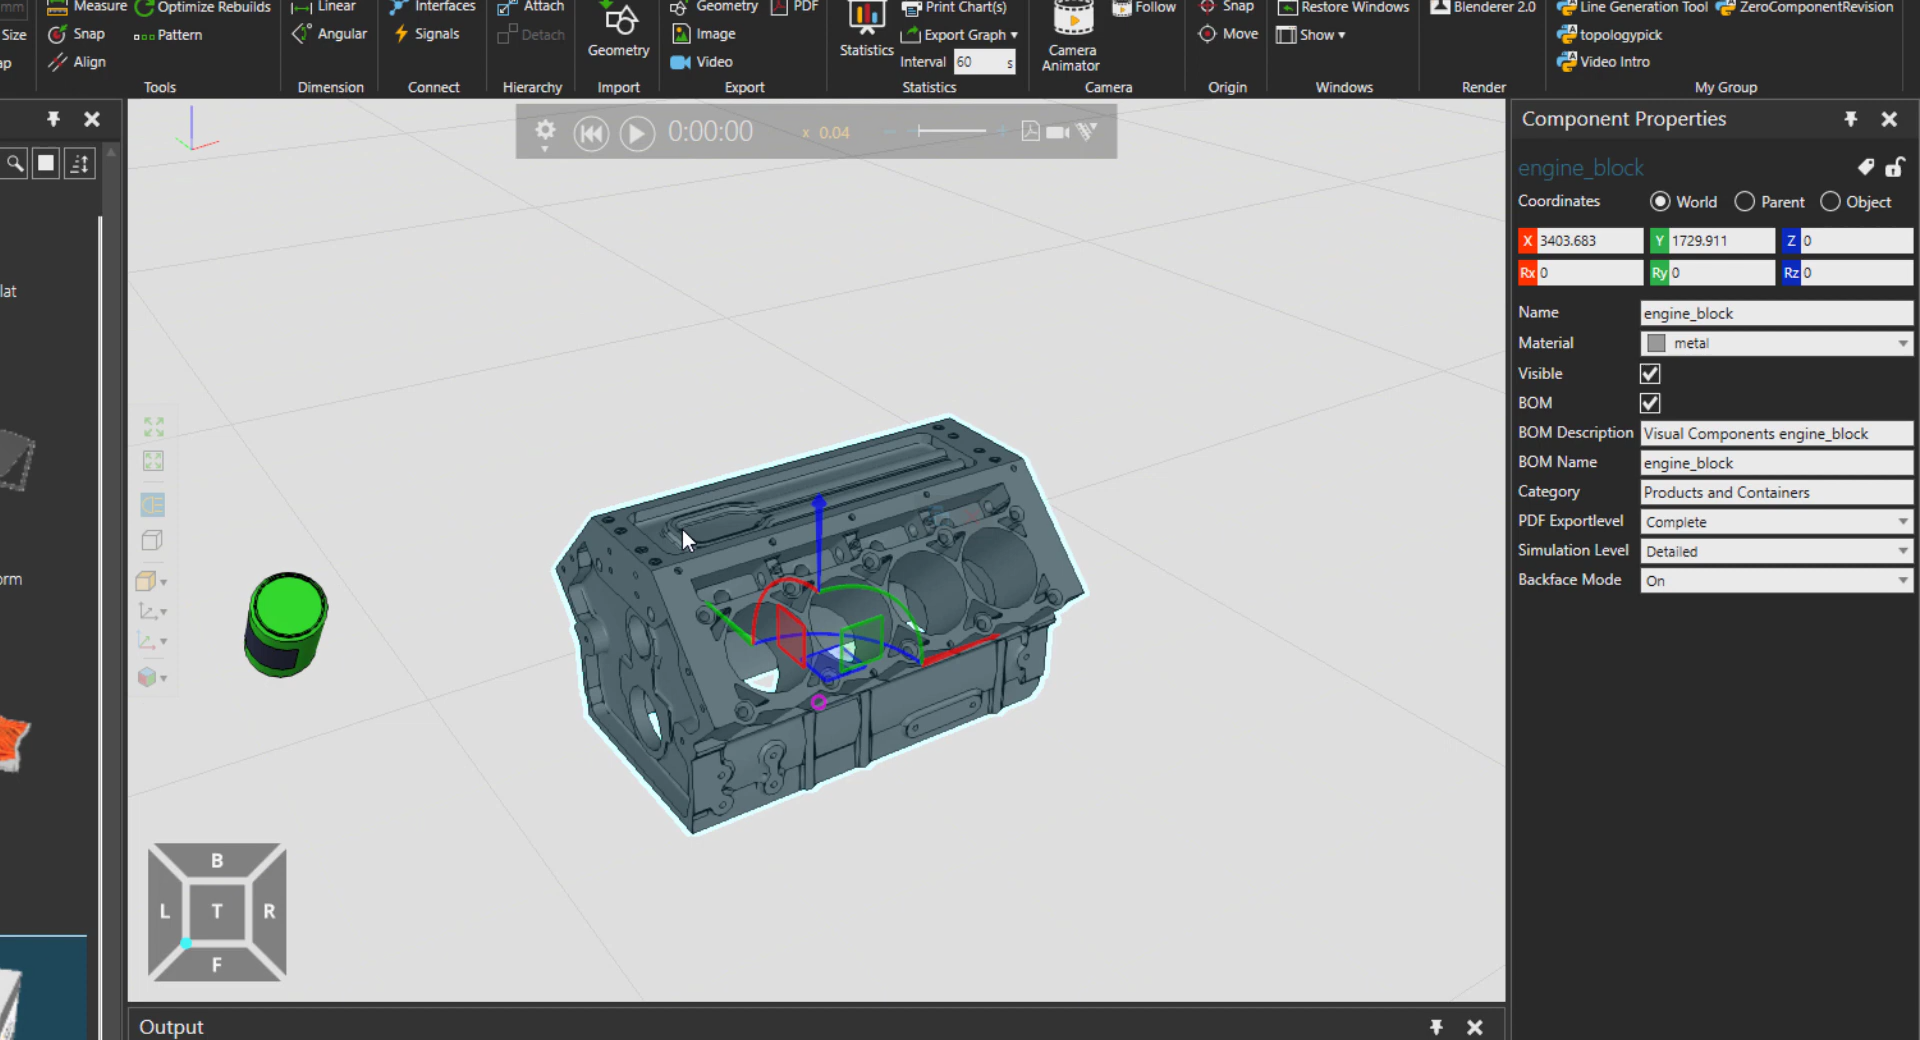 mm
Measure
Optimize Rebuilds
Linear
Interfaces
Attach
Geometry
PDF
Print Chart(s)
Follow
Snap
Restore Windows
Blenderer 2.0
Line Generation Tool
ZeroComponentRevision
Size
Snap
Pattern
Angular
Signals
Detach
Geometry
Image
Statistics
Export Graph
Camera
Animator
Move
Show
topologypick
ap
Align
Video
Interval
60
s
Video Intro
Tools
Dimension
Connect
Hierarchy
Import
Export
Statistics
Camera
Origin
Windows
Render
My Group
0:00:00
x 0.04
Component Properties
engine_block
Coordinates
World
Parent
Object
X 3403.683
Y 1729.911
Z 0
Rx 0
Ry 0
Rz 0
Name
engine_block
Material
metal
Visible
BOM
BOM Description
Visual Components engine_block
BOM Name
engine_block
Category
Products and Containers
PDF Exportlevel
Complete
Simulation Level
Detailed
Backface Mode
On
lat
orm
B
L
T
R
F
Output